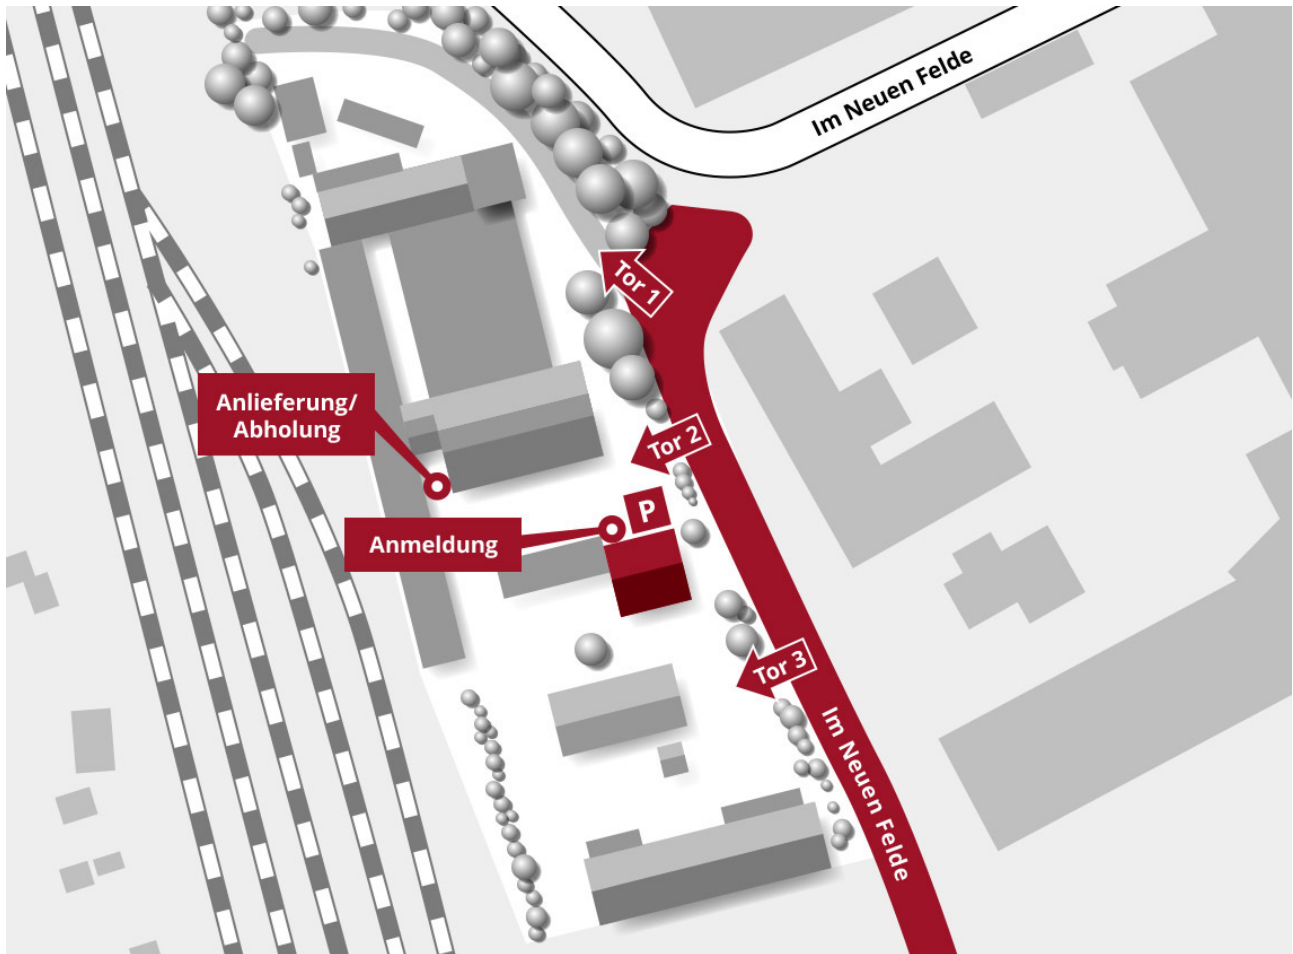 Im Neuen Felde
Tor 1
Anlieferung/
Abholung
Tor 2
P
Anmeldung
Tor 3
Im Neuen Felde